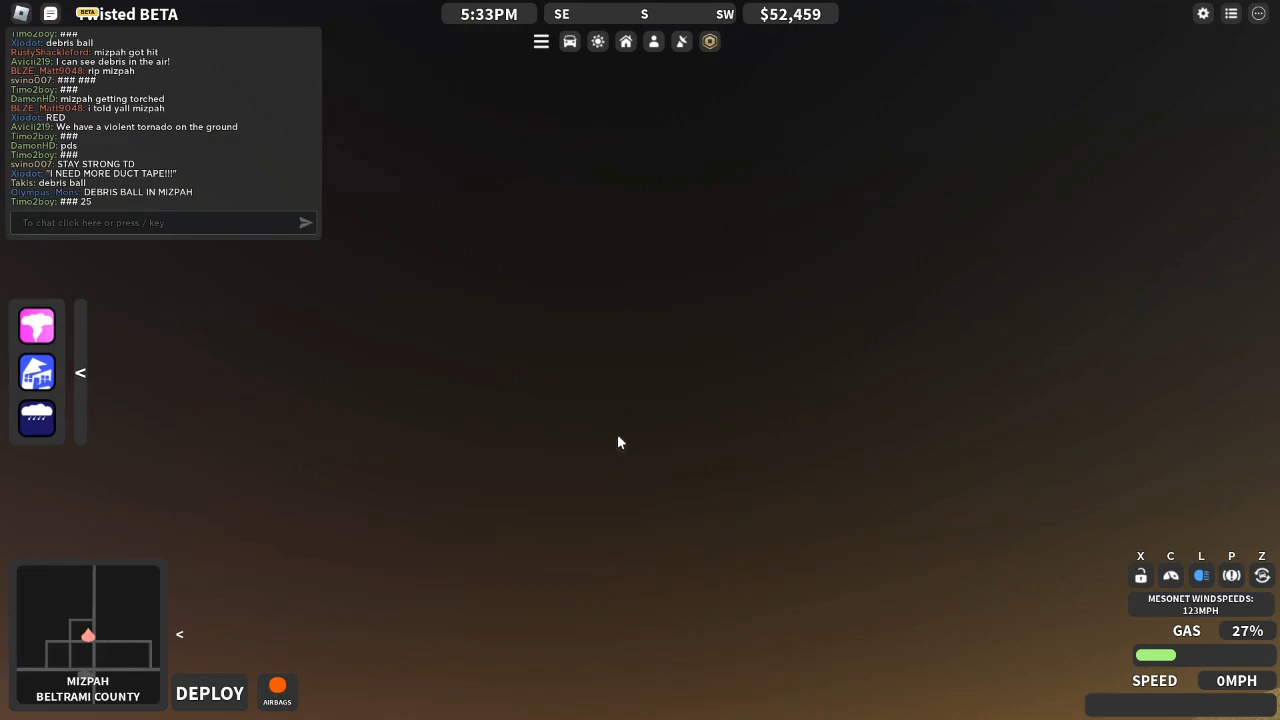 Twisted BETA
BETA
5:33PM
SE S SW
$52,459
Timo2boy: ###
Xiodot: debris ball
RustyShackleford: mizpah got hit
Avicii219: I can see debris in the air!
BLZE_Matt9048: rip mizpah
svino007: ### ###
Timo2boy: ###
DamonHD: mizpah getting torched
BLZE_Matt9048: i told yall mizpah
Xiodot: RED
Avicii219: We have a violent tornado on the ground
Timo2boy: ###
DamonHD: pds
Timo2boy: ###
svino007: STAY STRONG TD
Xiodot: "I NEED MORE DUCT TAPE!!!"
Takis: debris ball
Olympus_Mons: DEBRIS BALL IN MIZPAH
Timo2boy: ### 25
To chat click here or press / key
<
<
MIZPAH
BELTRAMI COUNTY
DEPLOY
AIRBAGS
X C L P Z
MESONET WINDSPEEDS:
123MPH
GAS 27%
SPEED 0MPH